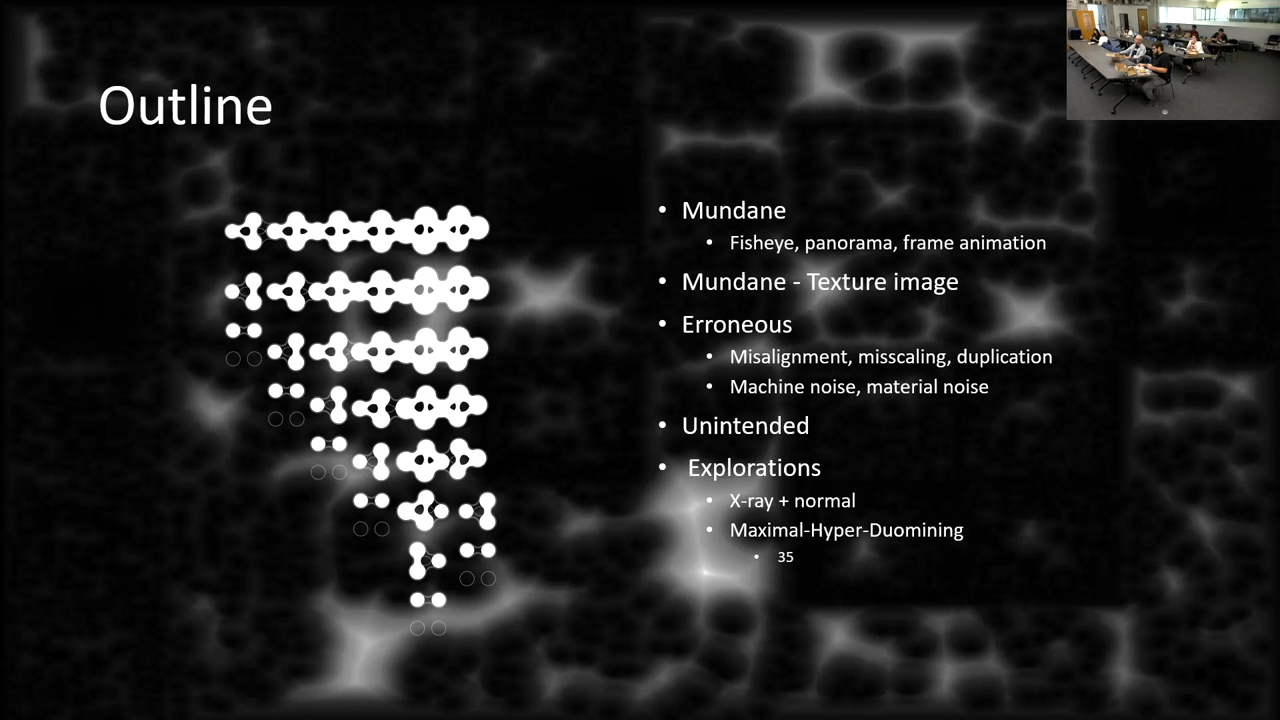 Outline
• Mundane
• Fisheye, panorama, frame animation
• Mundane - Texture image
• Erroneous
• Misalignment, misscaling, duplication
• Machine noise, material noise
• Unintended
• Explorations
• X-ray + normal
• Maximal-Hyper-Duomining
• 35